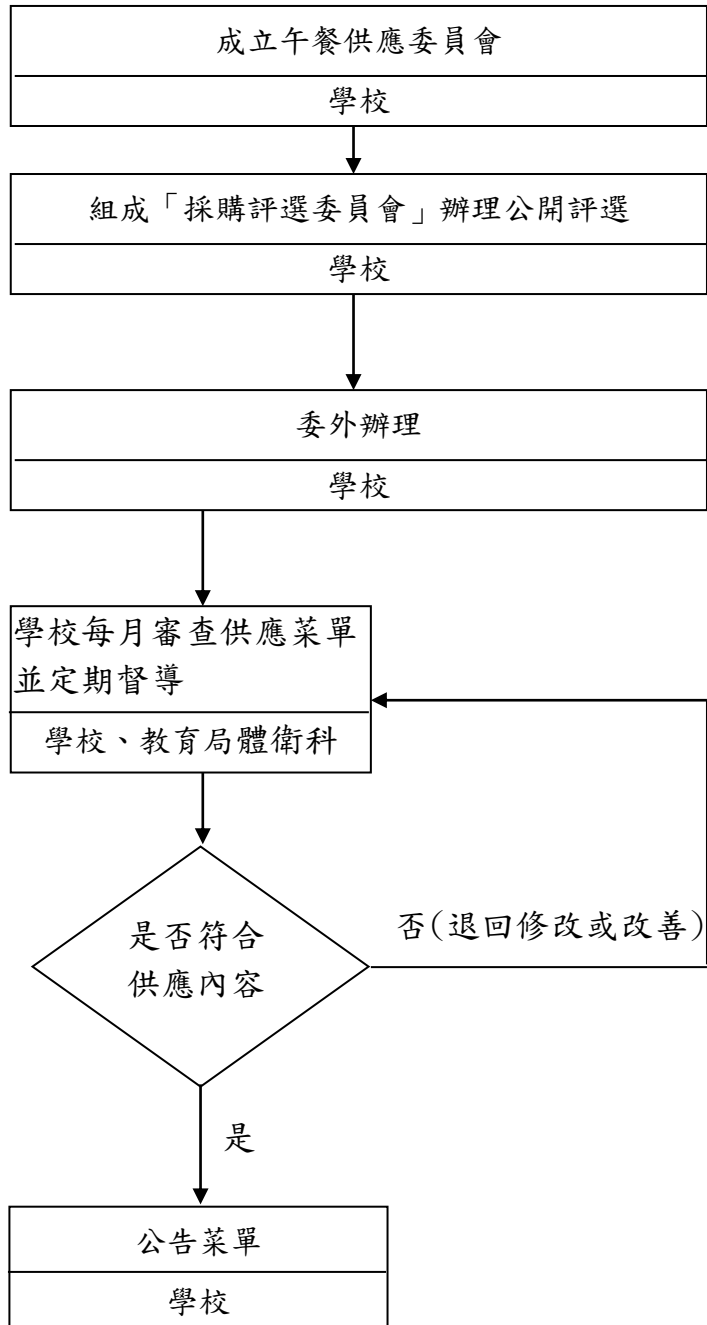 成立午餐供應委員會
學校
組成「採購評選委員會」辦理公開評選
學校
委外辦理
學校
學校每月審查供應菜單
並定期督導
學校、教育局體衛科
是否符合
供應內容
否(退回修改或改善)
是
公告菜單
學校